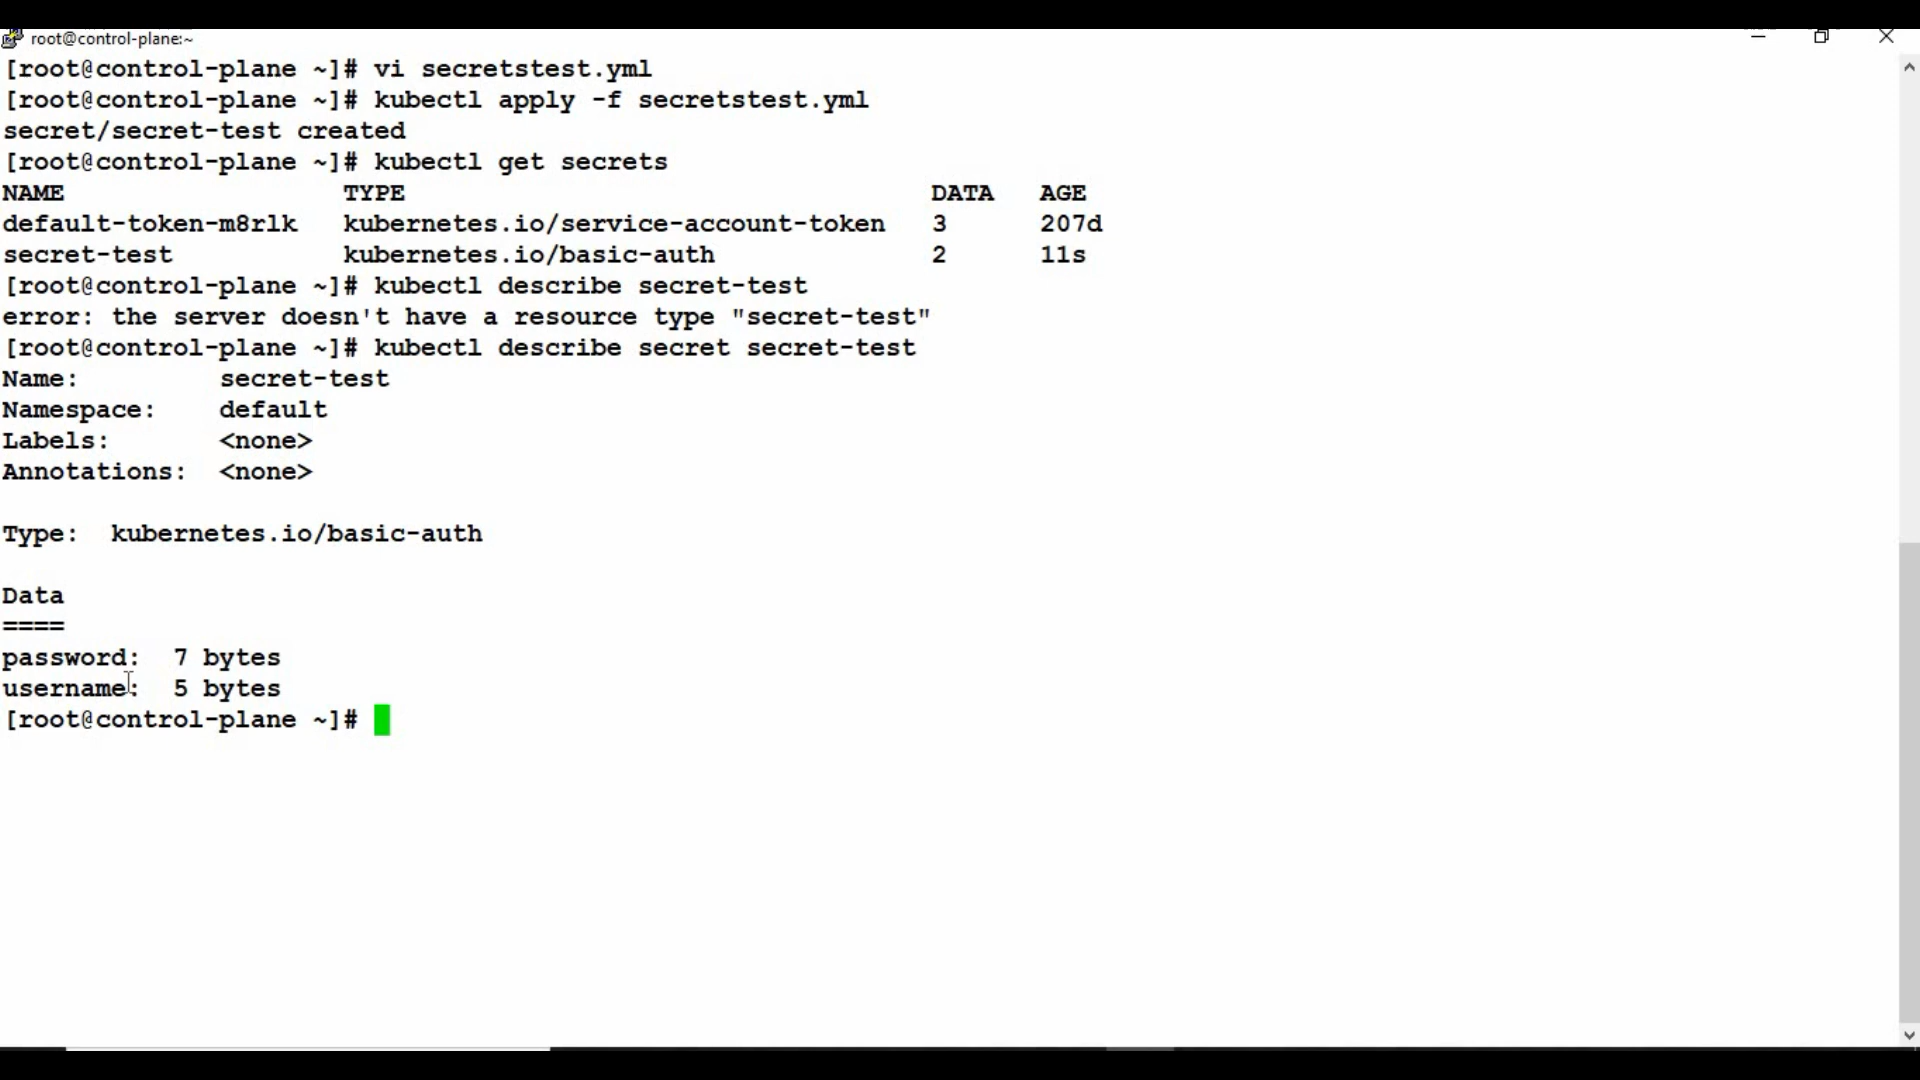 root@control-plane:~
[root@control-plane ~]# vi secretstest.yml
[root@control-plane ~]# kubectl apply -f secretstest.yml
secret/secret-test created
[root@control-plane ~]# kubectl get secrets
NAME TYPE DATA AGE
default-token-m8rlk kubernetes.io/service-account-token 3 207d
secret-test kubernetes.io/basic-auth 2 11s
[root@control-plane ~]# kubectl describe secret-test
error: the server doesn't have a resource type "secret-test"
[root@control-plane ~]# kubectl describe secret secret-test
Name: secret-test
Namespace: default
Labels: <none>
Annotations: <none>
Type: kubernetes.io/basic-auth
Data
====
password: 7 bytes
username: 5 bytes
[root@control-plane ~]#